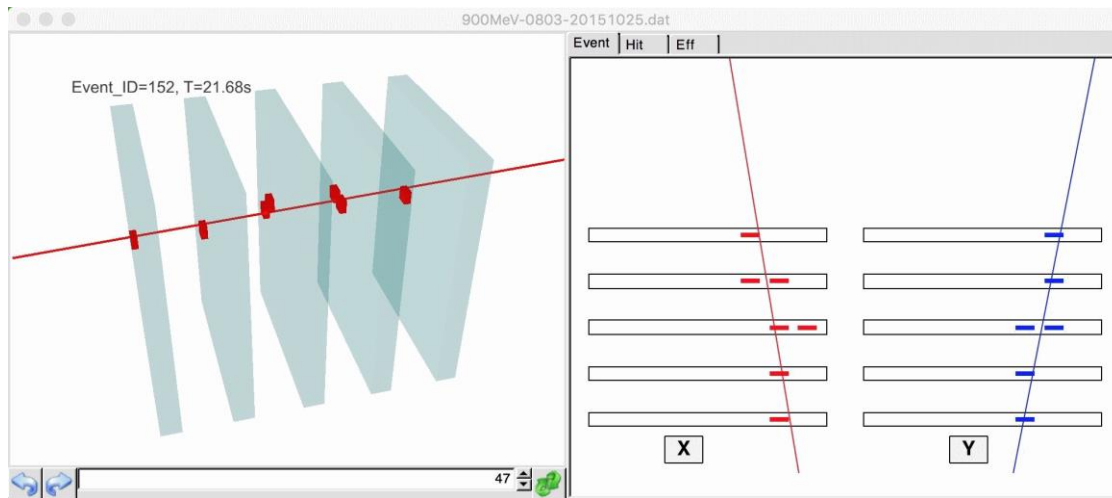 900MeV-0803-20151025.dat
Event Hit Eff
Event_ID=152, T=21.68s
X Y
47